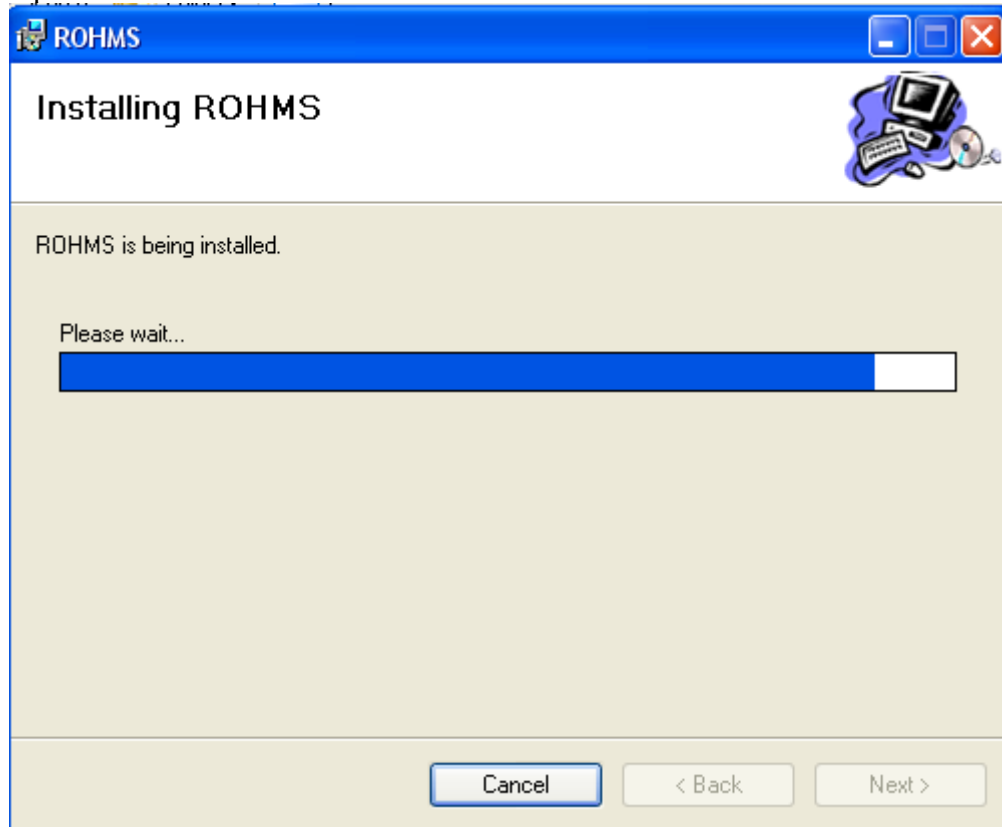 ROHMS
Installing ROHMS
ROHMS is being installed.
Please wait...
Cancel
< Back
Next >